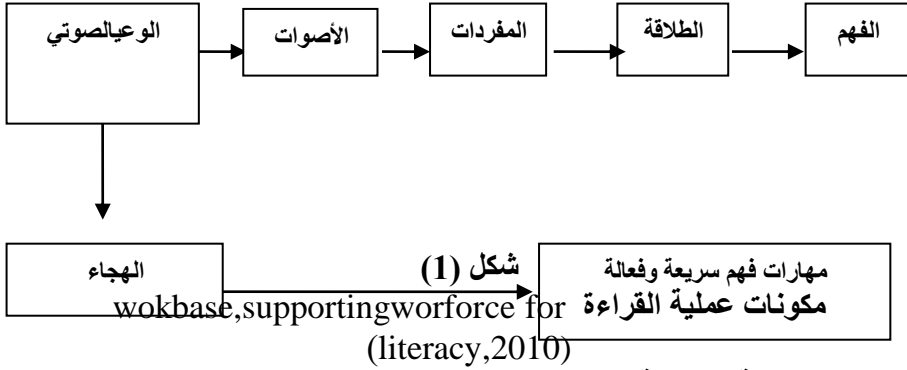 الوعيالصوتي
الأصوات
المفردات
الطلاقة
الفهم
الهجاء
شكل (1)
مهارات فهم سريعة وفعالة
مكونات عملية القراءة
wokbase,supportingworforce for
(literacy,2010)